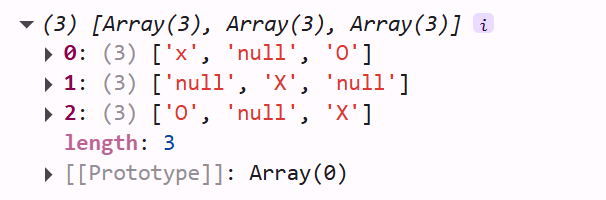 (3) [Array(3), Array(3), Array(3)] i
0: (3) ['x', 'null', 'O']
1: (3) ['null', 'X', 'null']
2: (3) ['O', 'null', 'X']
length: 3
[[Prototype]]: Array(0)